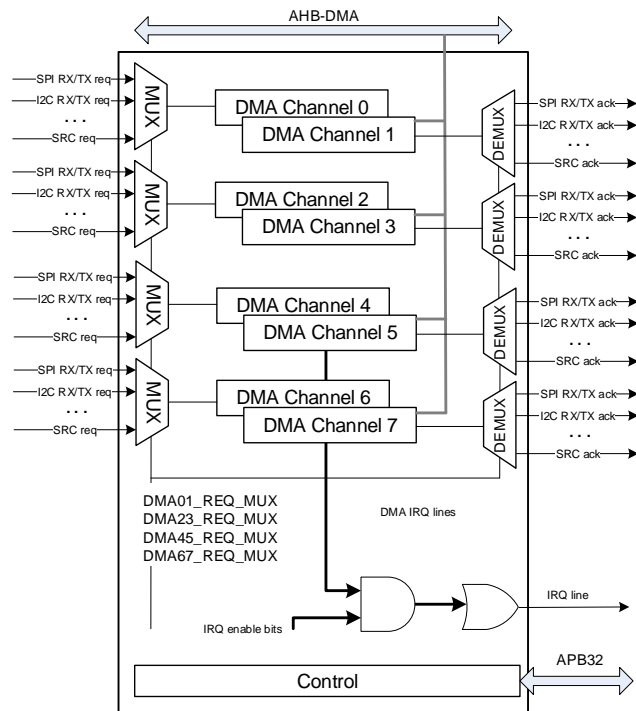 AHB-DMA
SPI RX/TX req
I2C RX/TX req
...
SRC req
MUX
DMA Channel 0
DMA Channel 1
DEMUX
SPI RX/TX ack
I2C RX/TX ack
...
SRC ack
SPI RX/TX req
I2C RX/TX req
...
SRC req
MUX
DMA Channel 2
DMA Channel 3
DEMUX
SPI RX/TX ack
I2C RX/TX ack
...
SRC ack
SPI RX/TX req
I2C RX/TX req
...
SRC req
MUX
DMA Channel 4
DMA Channel 5
DEMUX
SPI RX/TX ack
I2C RX/TX ack
...
SRC ack
SPI RX/TX req
I2C RX/TX req
...
SRC req
MUX
DMA Channel 6
DMA Channel 7
DEMUX
SPI RX/TX ack
I2C RX/TX ack
...
SRC ack
DMA01_REQ_MUX
DMA23_REQ_MUX
DMA45_REQ_MUX
DMA67_REQ_MUX
DMA IRQ lines
IRQ line
IRQ enable bits
APB32
Control